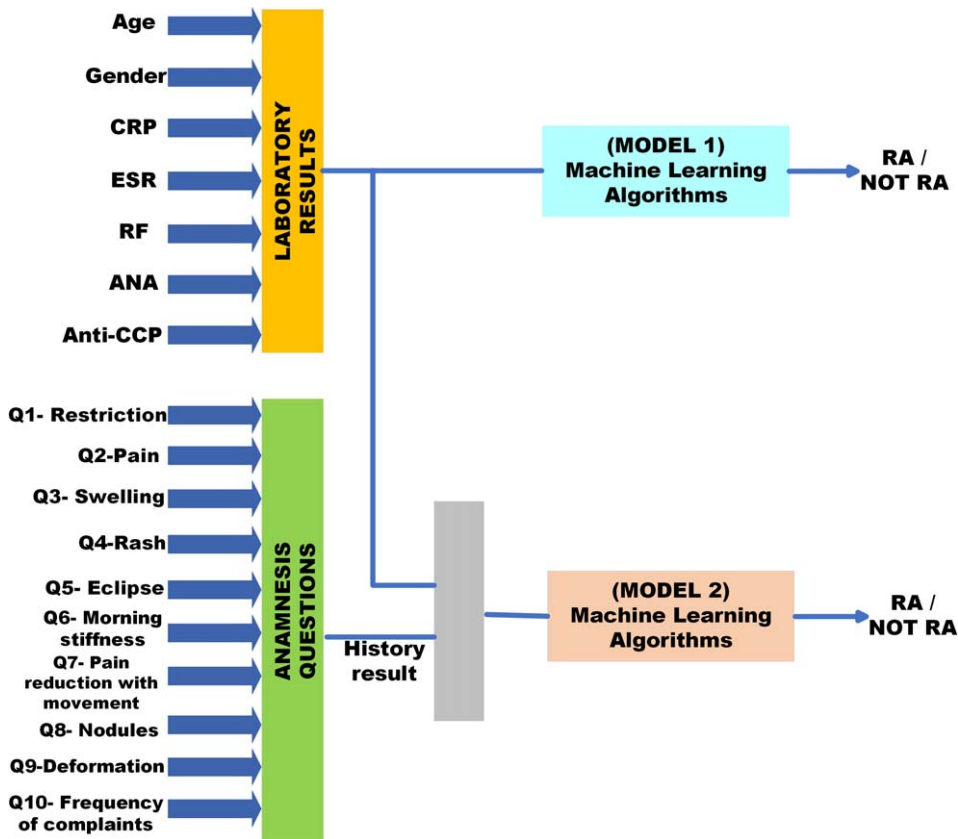 Age
Gender
CRP
ESR
RF
ANA
Anti-CCP
LABORATORY
RESULTS
(MODEL 1)
Machine Learning
Algorithms
RA /
NOT RA
Q1- Restriction
Q2-Pain
Q3- Swelling
Q4-Rash
Q5- Eclipse
Q6- Morning
stiffness
Q7- Pain
reduction with
movement
Q8- Nodules
Q9-Deformation
Q10- Frequency
of complaints
ANAMNESIS
QUESTIONS
History
result
(MODEL 2)
Machine Learning
Algorithms
RA /
NOT RA